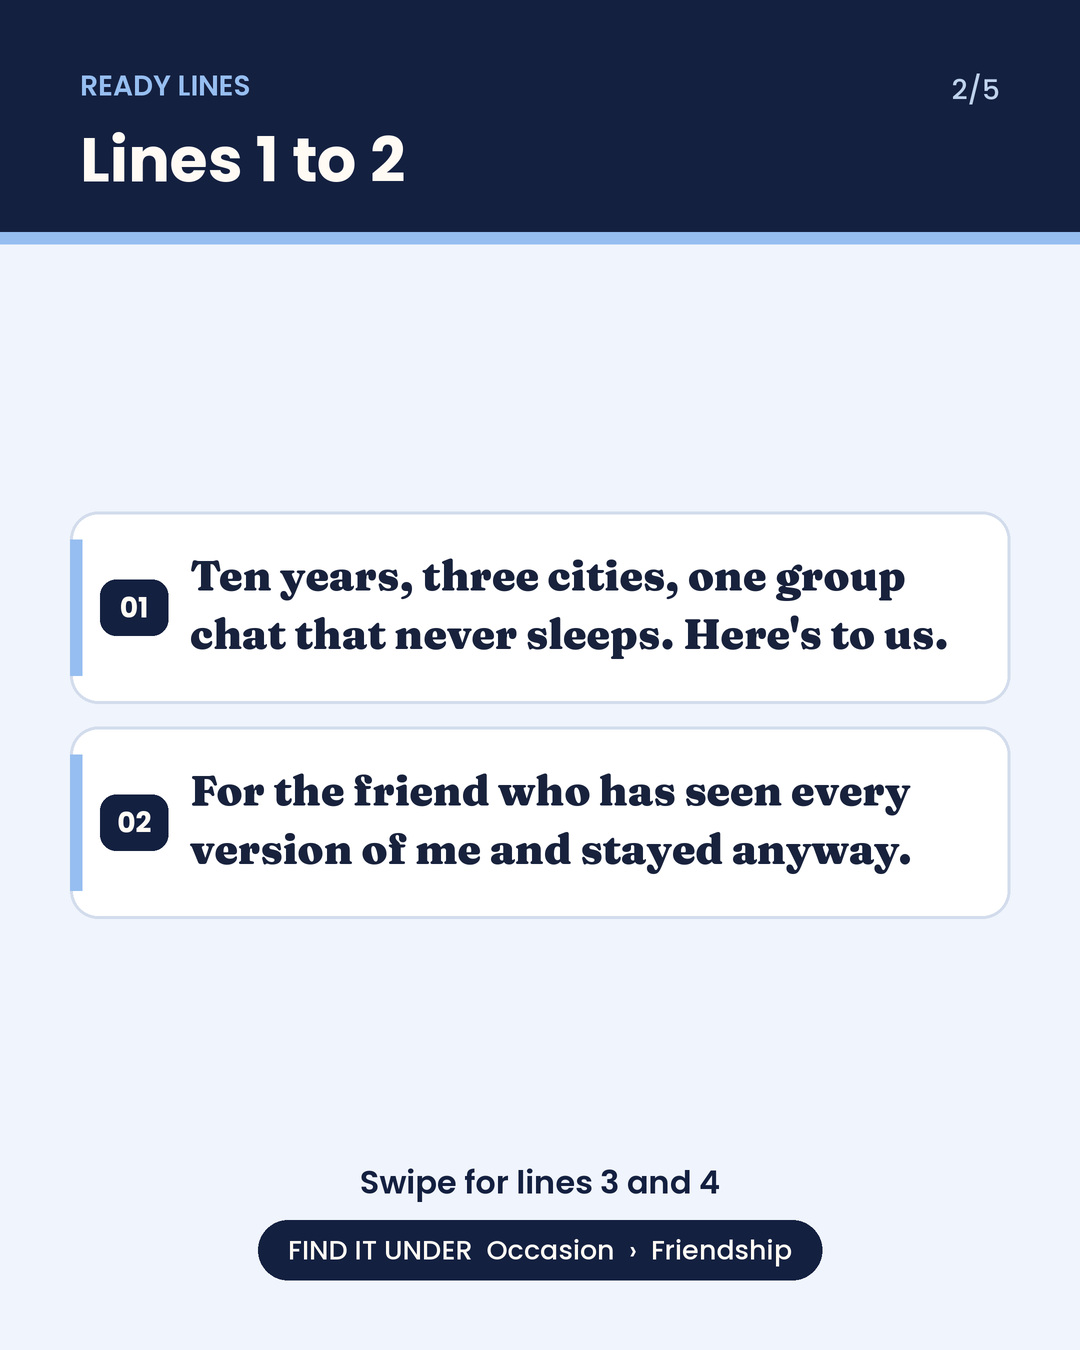 READY LINES
2/5
Lines 1 to 2
01
Ten years, three cities, one group
chat that never sleeps. Here's to us.
02
For the friend who has seen every
version of me and stayed anyway.
Swipe for lines 3 and 4
FIND IT UNDER Occasion › Friendship